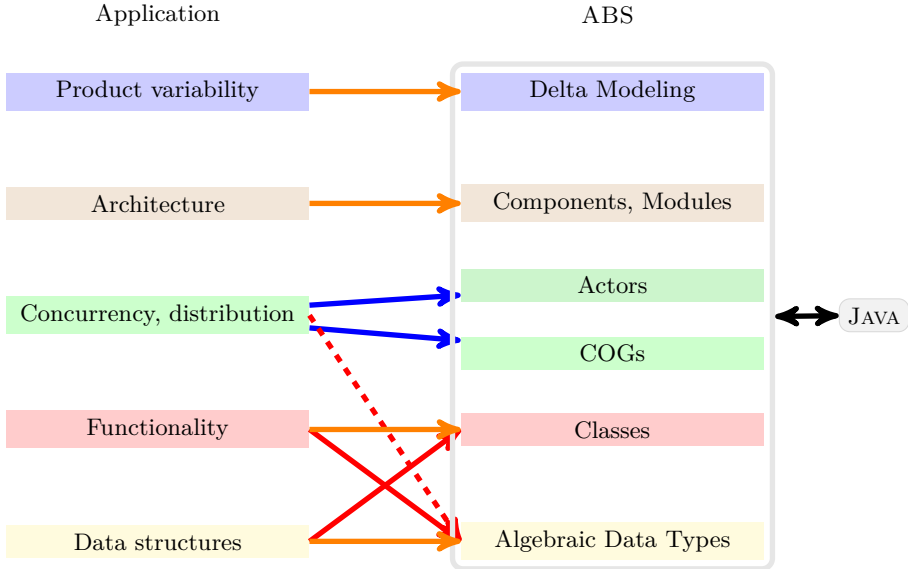 Application ABS
Product variability Delta Modeling
Architecture Components, Modules
Actors
Concurrency, distribution JAVA
COGs
Functionality Classes
Data structures Algebraic Data Types